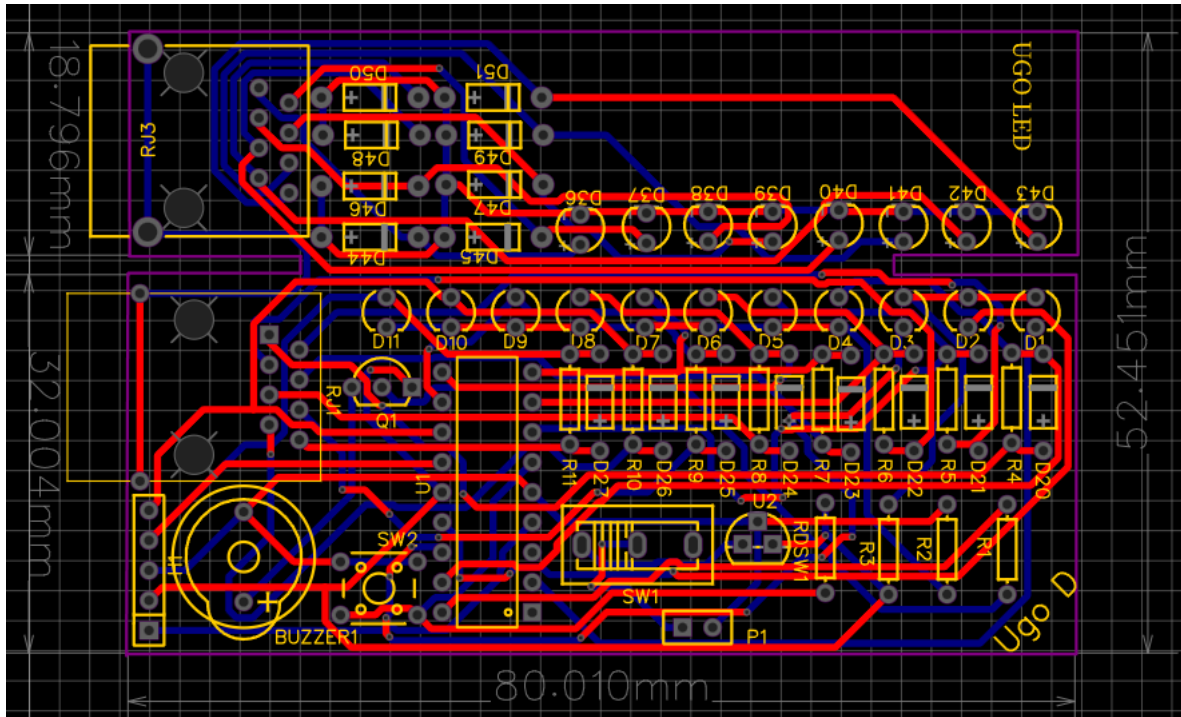 18.796mm
RJ3
D50
D51
D48
D49
D46
D47
D44
D45
UGO LED
D36
D37
D38
D39
D40
D41
D42
D43
52.451mm
32.004mm
D11
D10
D9
D8
D7
D6
D5
D4
D3
D2
D1
RJ1
Q1
U1
R11
D27
R10
D26
R9
D25
R8
D24
R7
D23
R6
D22
R5
D21
R4
D20
U2
H1
SW2
RDSW1
R3
R2
R1
SW1
BUZZER1
P1
Ugo D
80.010mm